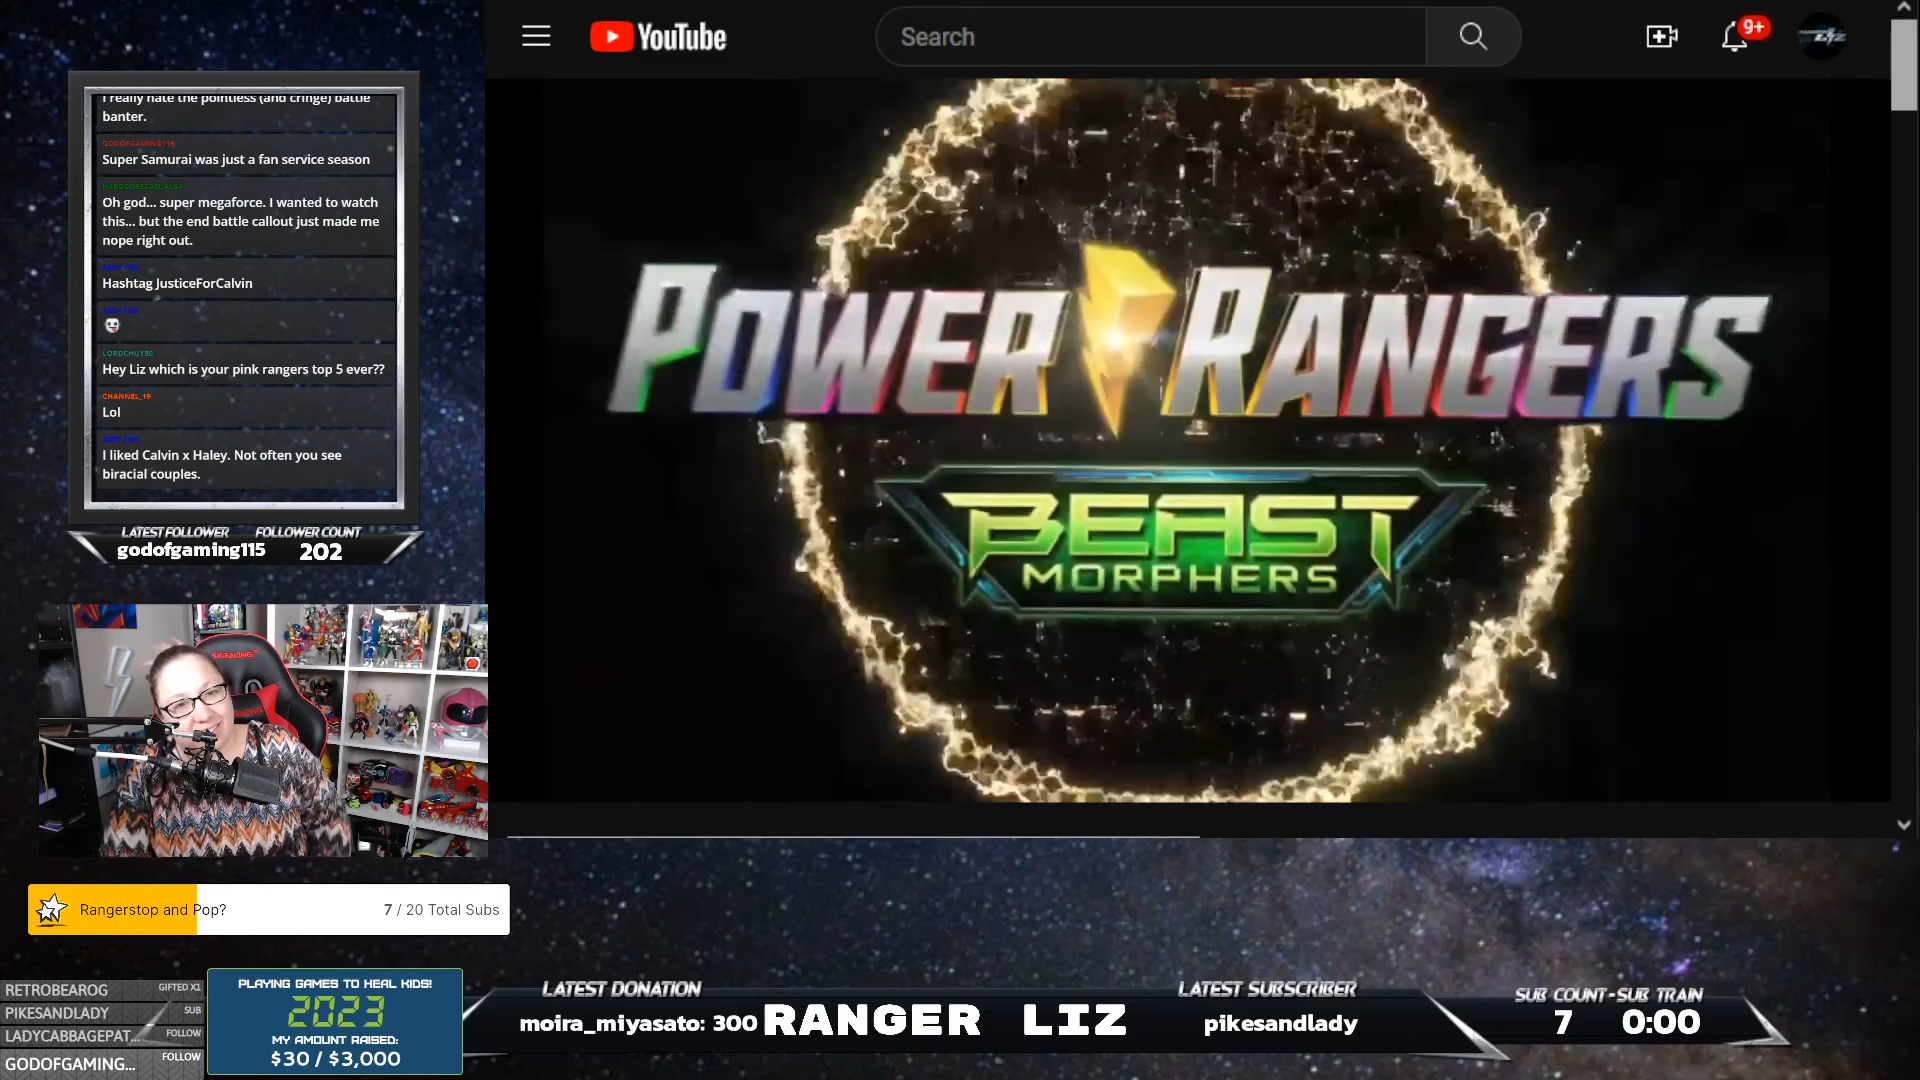 YouTube
Search
9+
I really hate the pointless (and cringe) battle
banter.
GODOFGAMING115
Super Samurai was just a fan service season
HARDCORECASUAL64
Oh god... super megaforce. I wanted to watch
this... but the end battle callout just made me
nope right out.
Hashtag JusticeForCalvin
LORDCHUY30
Hey Liz which is your pink rangers top 5 ever??
CHANNEL_19
Lol
I liked Calvin x Haley. Not often you see
biracial couples.
LATEST FOLLOWER FOLLOWER COUNT
godofgaming115 202
POWER RANGERS
BEAST
MORPHERS
AKRACING
Rangerstop and Pop? 7 / 20 Total Subs
RETROBEAROG GIFTED X1
PIKESANDLADY SUB
LADYCABBAGEPAT... FOLLOW
GODOFGAMING... FOLLOW
PLAYING GAMES TO HEAL KIDS!
2023
MY AMOUNT RAISED:
$30 / $3,000
LATEST DONATION
moira_miyasato: 300
RANGER LIZ
LATEST SUBSCRIBER
pikesandlady
SUB COUNT - SUB TRAIN
7 0:00